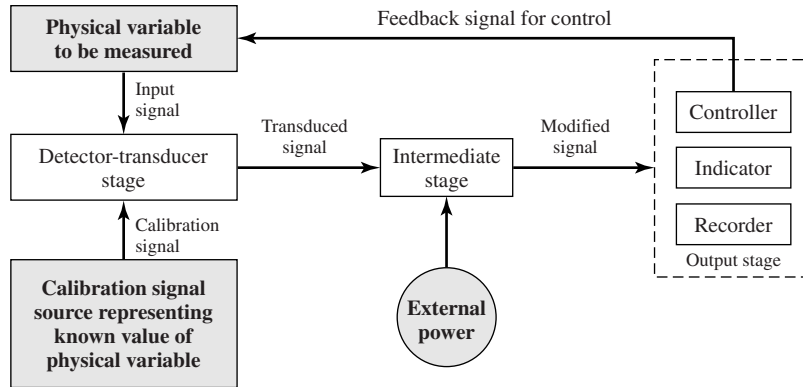 Physical variable
to be measured
Feedback signal for control
Input
signal
Detector-transducer
stage
Transduced
signal
Intermediate
stage
Modified
signal
Controller
Indicator
Recorder
Output stage
Calibration
signal
Calibration signal
source representing
known value of
physical variable
External
power